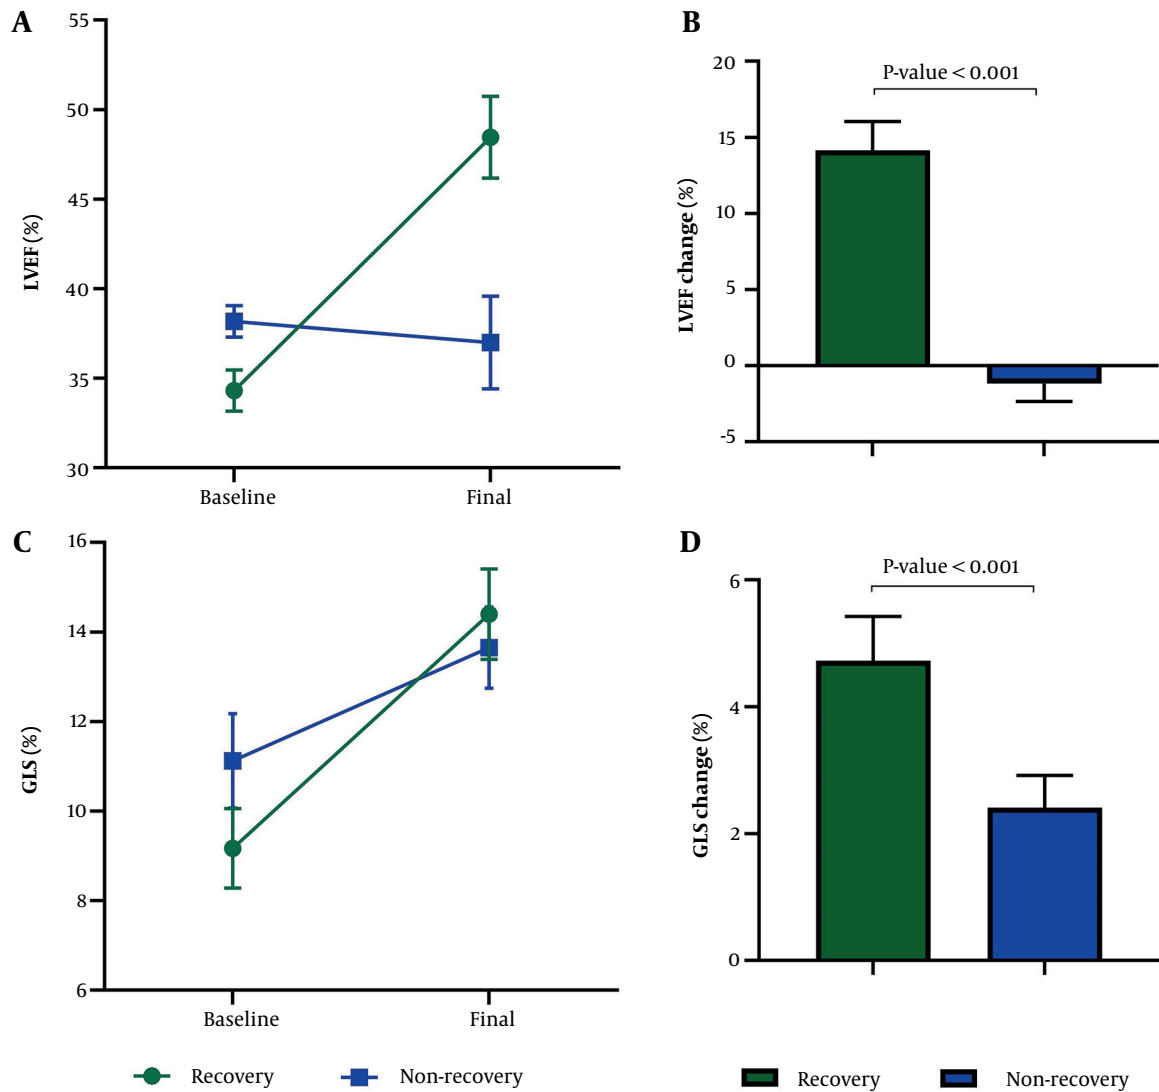 A
55
50
45
40
35
30
LVEF (%)
Baseline
Final
B
20
15
10
5
0
-5
LVEF change (%)
P-value < 0.001
C
16
14
12
10
8
6
GLS (%)
Baseline
Final
D
6
4
2
0
GLS change (%)
P-value < 0.001
Recovery
Non-recovery
Recovery
Non-recovery